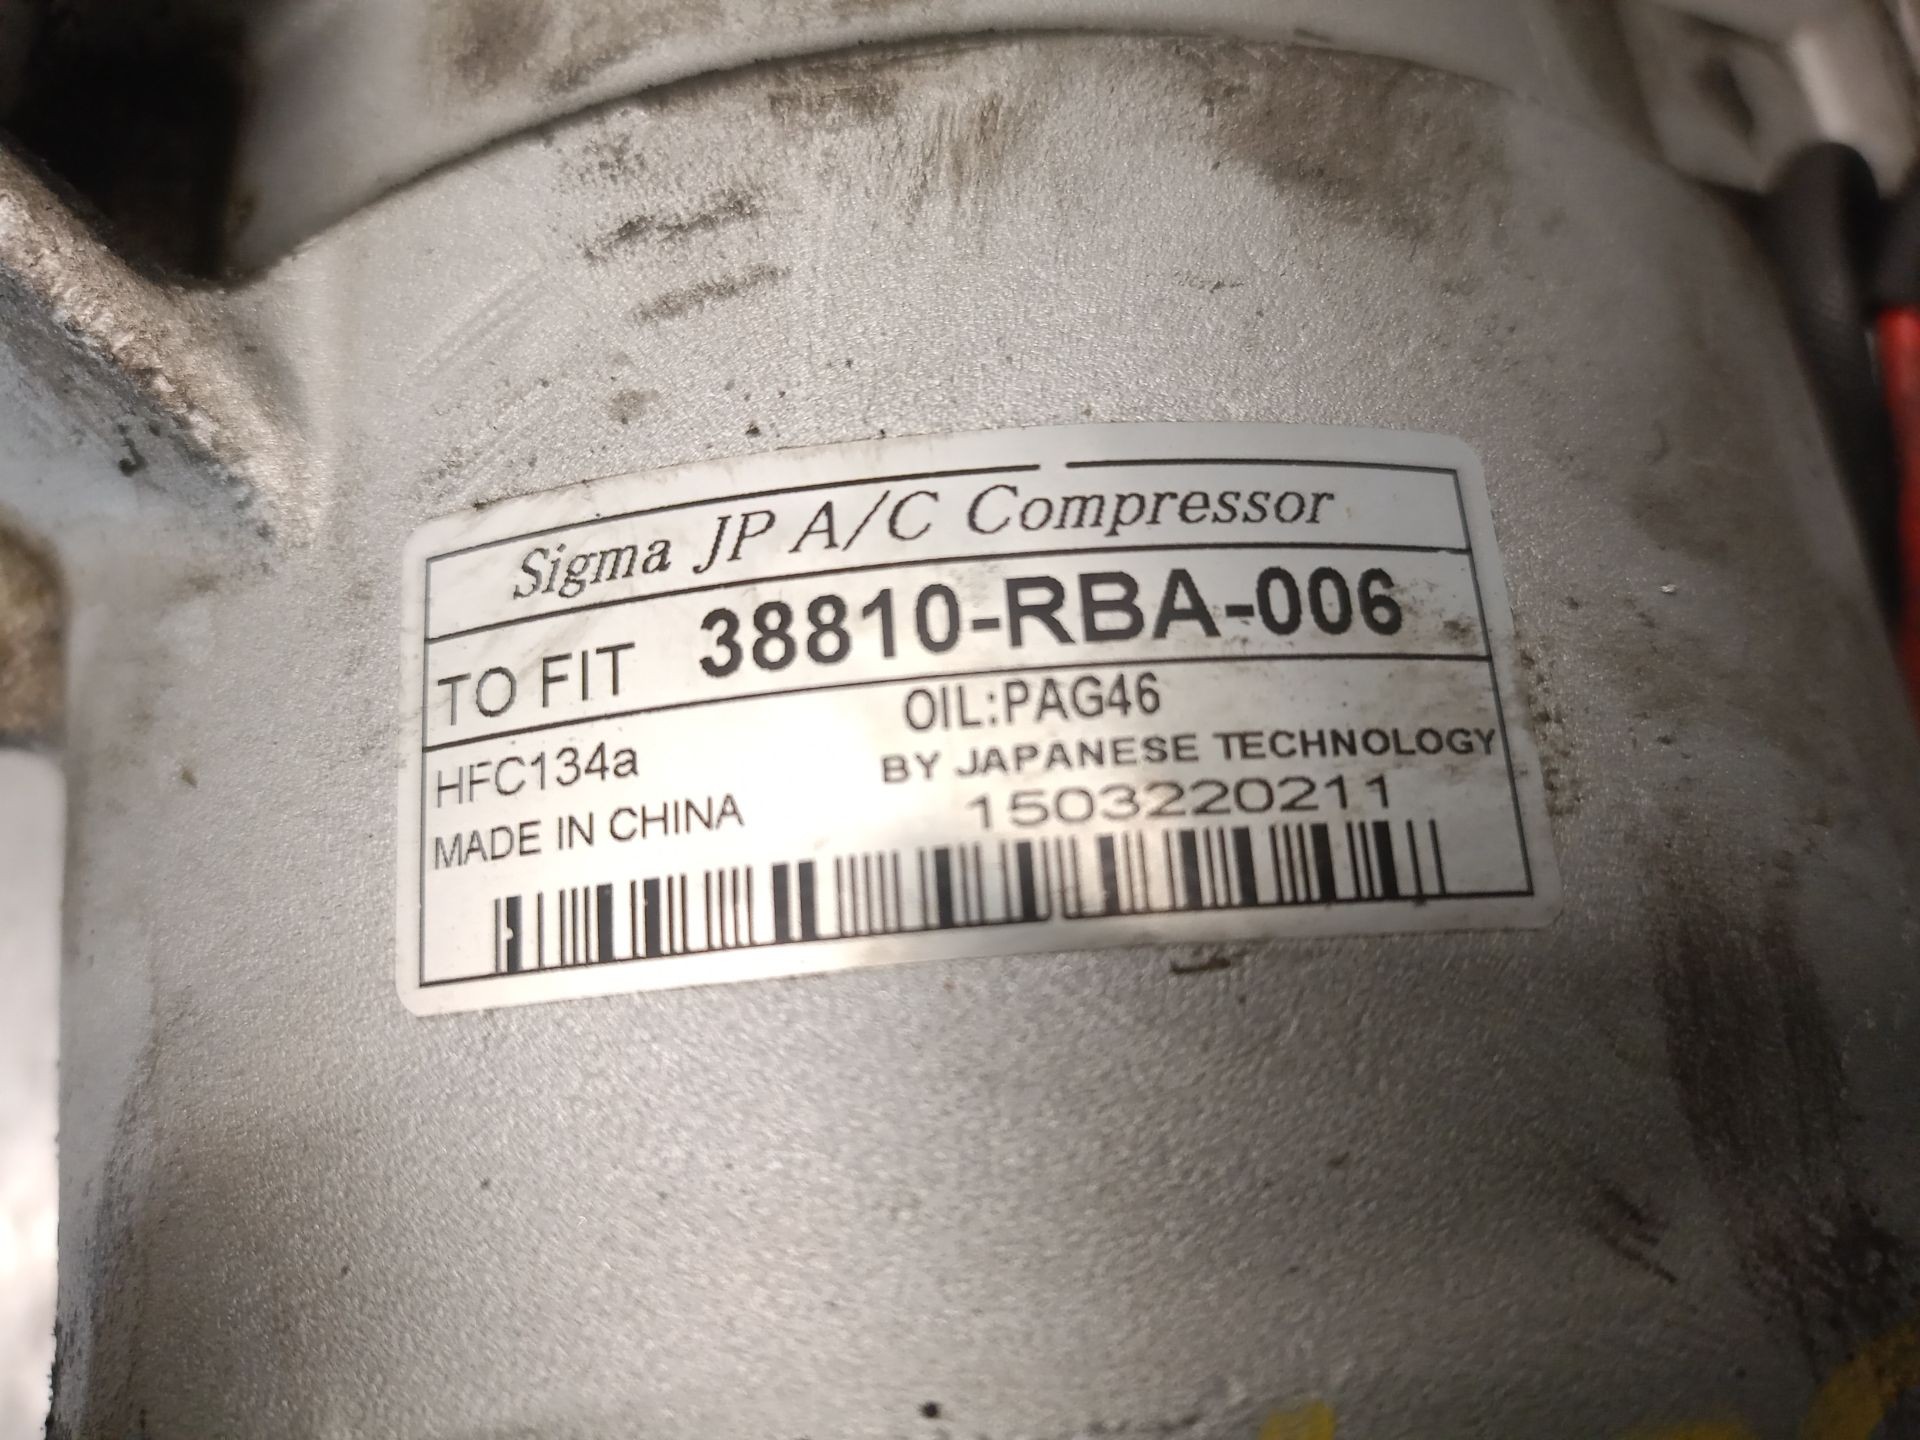 Sigma JP A/C Compressor
TO FIT 38810-RBA-006
HFC134a OIL:PAG46
BY JAPANESE TECHNOLOGY
MADE IN CHINA 1503220211